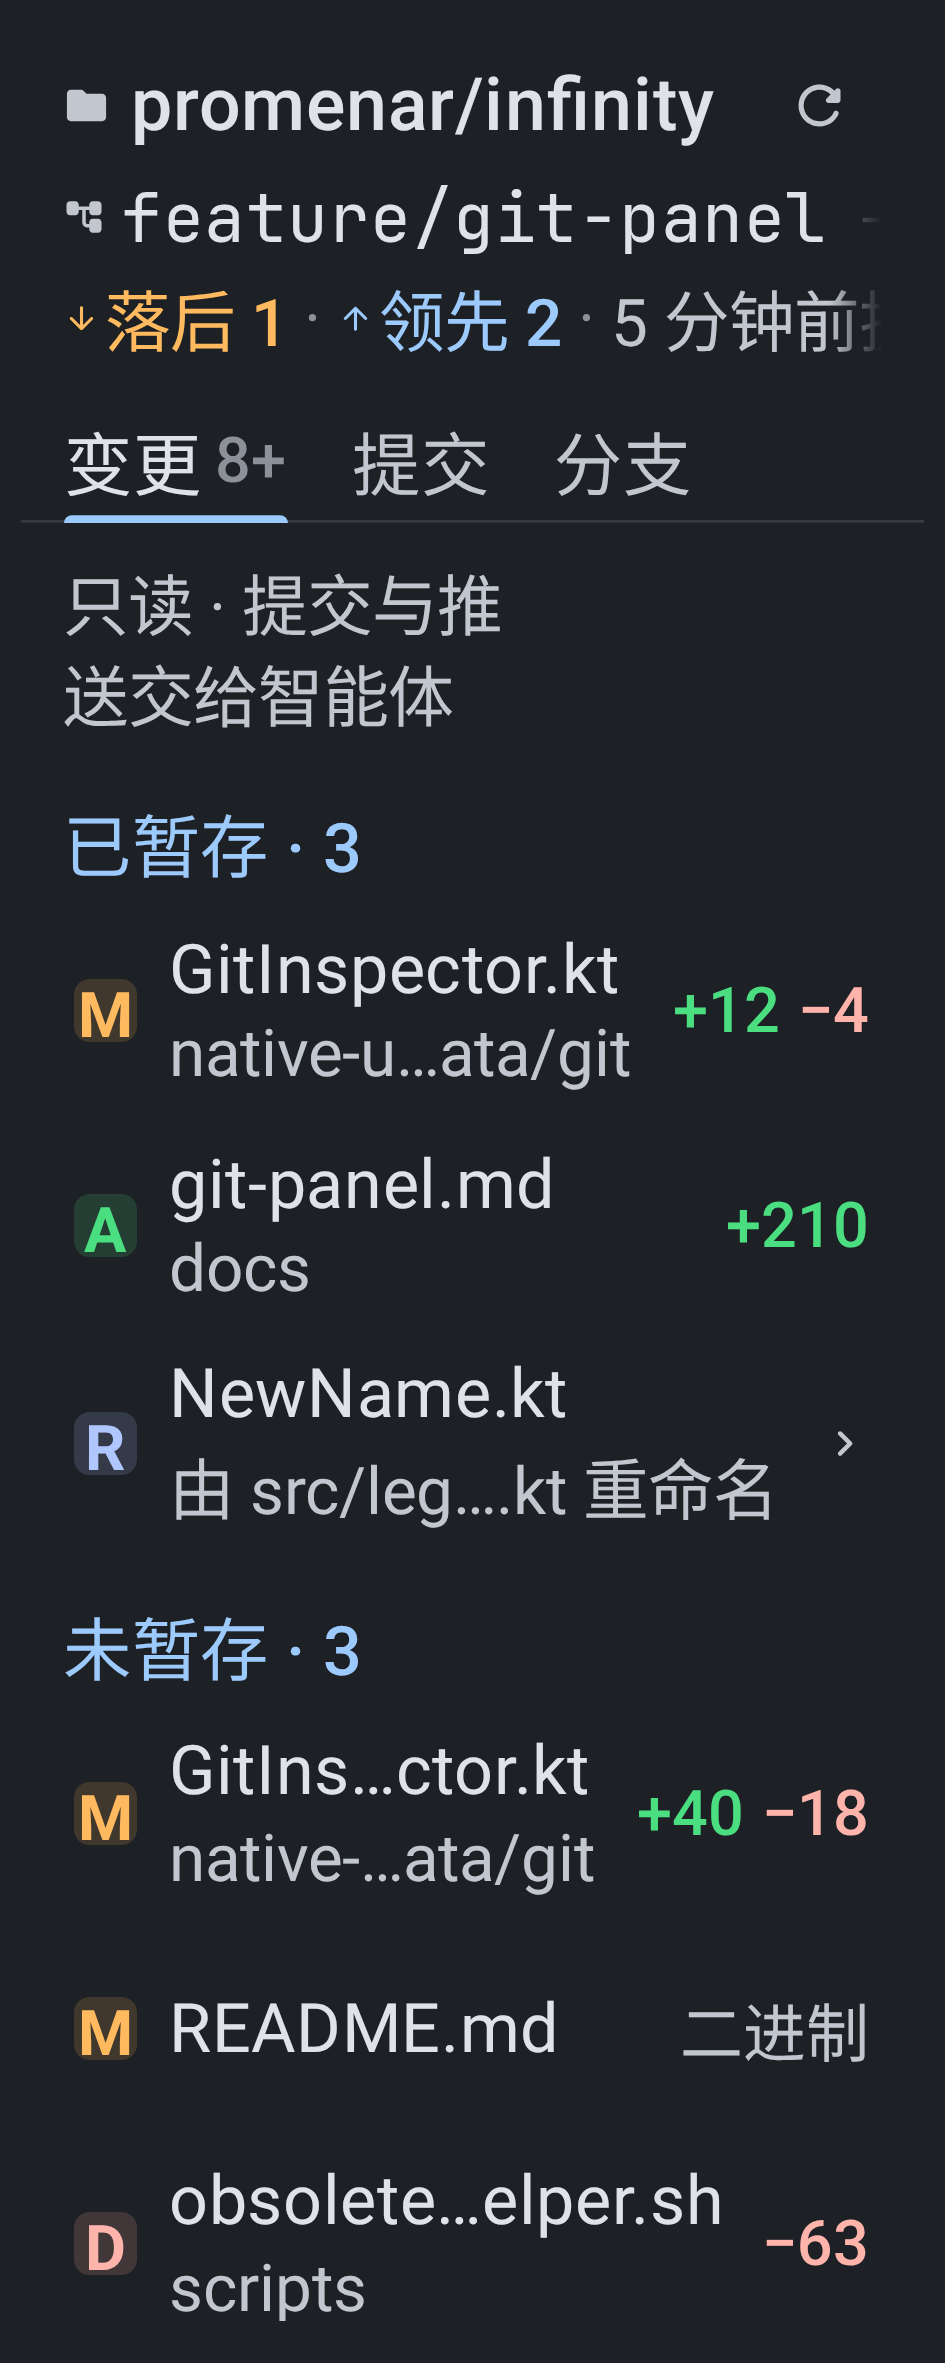 promenar/infinity
feature/git-panel
↓落后 1 · ↑领先 2 · 5 分钟前
变更 8+ 提交 分支
只读 · 提交与推
送交给智能体
已暂存 · 3
M GitInspector.kt +12 −4
native-u…ata/git
A git-panel.md +210
docs
R NewName.kt
由 src/leg….kt 重命名
未暂存 · 3
M GitIns…ctor.kt +40 −18
native-…ata/git
M README.md 二进制
D obsolete…elper.sh −63
scripts